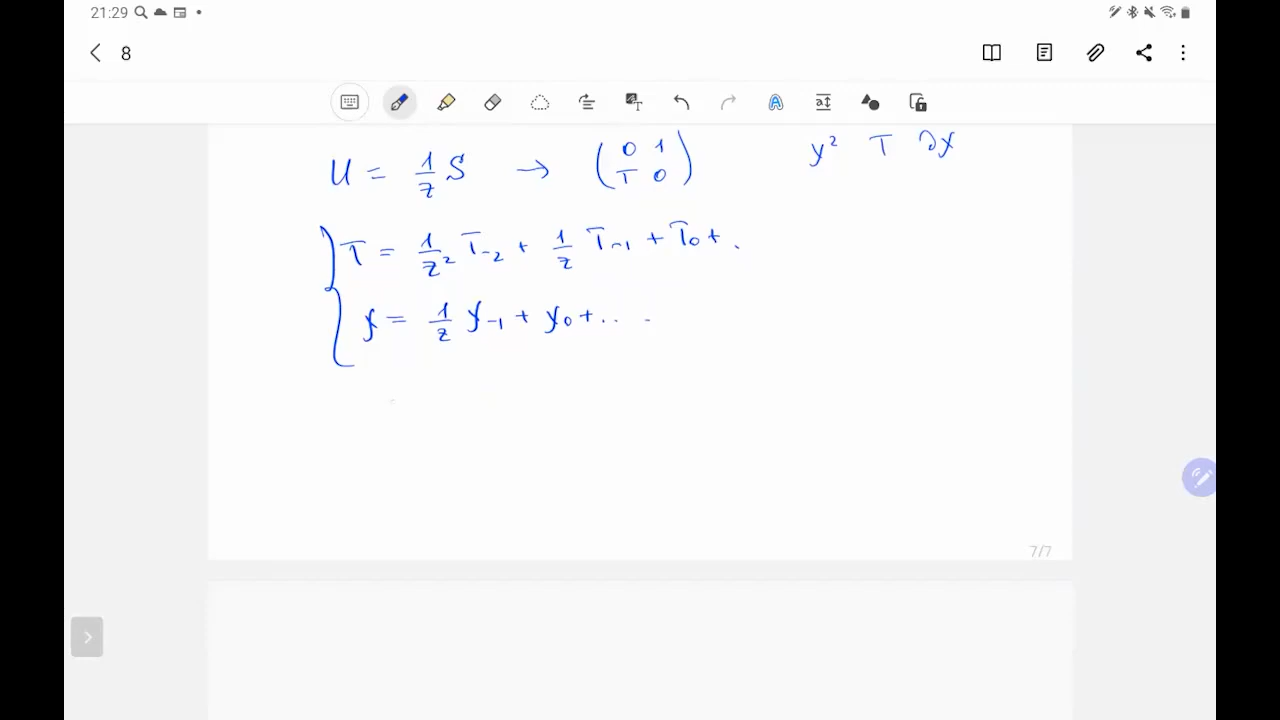 21:29
8
U = 1/z S → ( 0 1 ; T 0 ) y² T ∂y
T = 1/z² T₋₂ + 1/z T₋₁ + T₀ + .
y = 1/z y₋₁ + y₀ + .. .
7/7